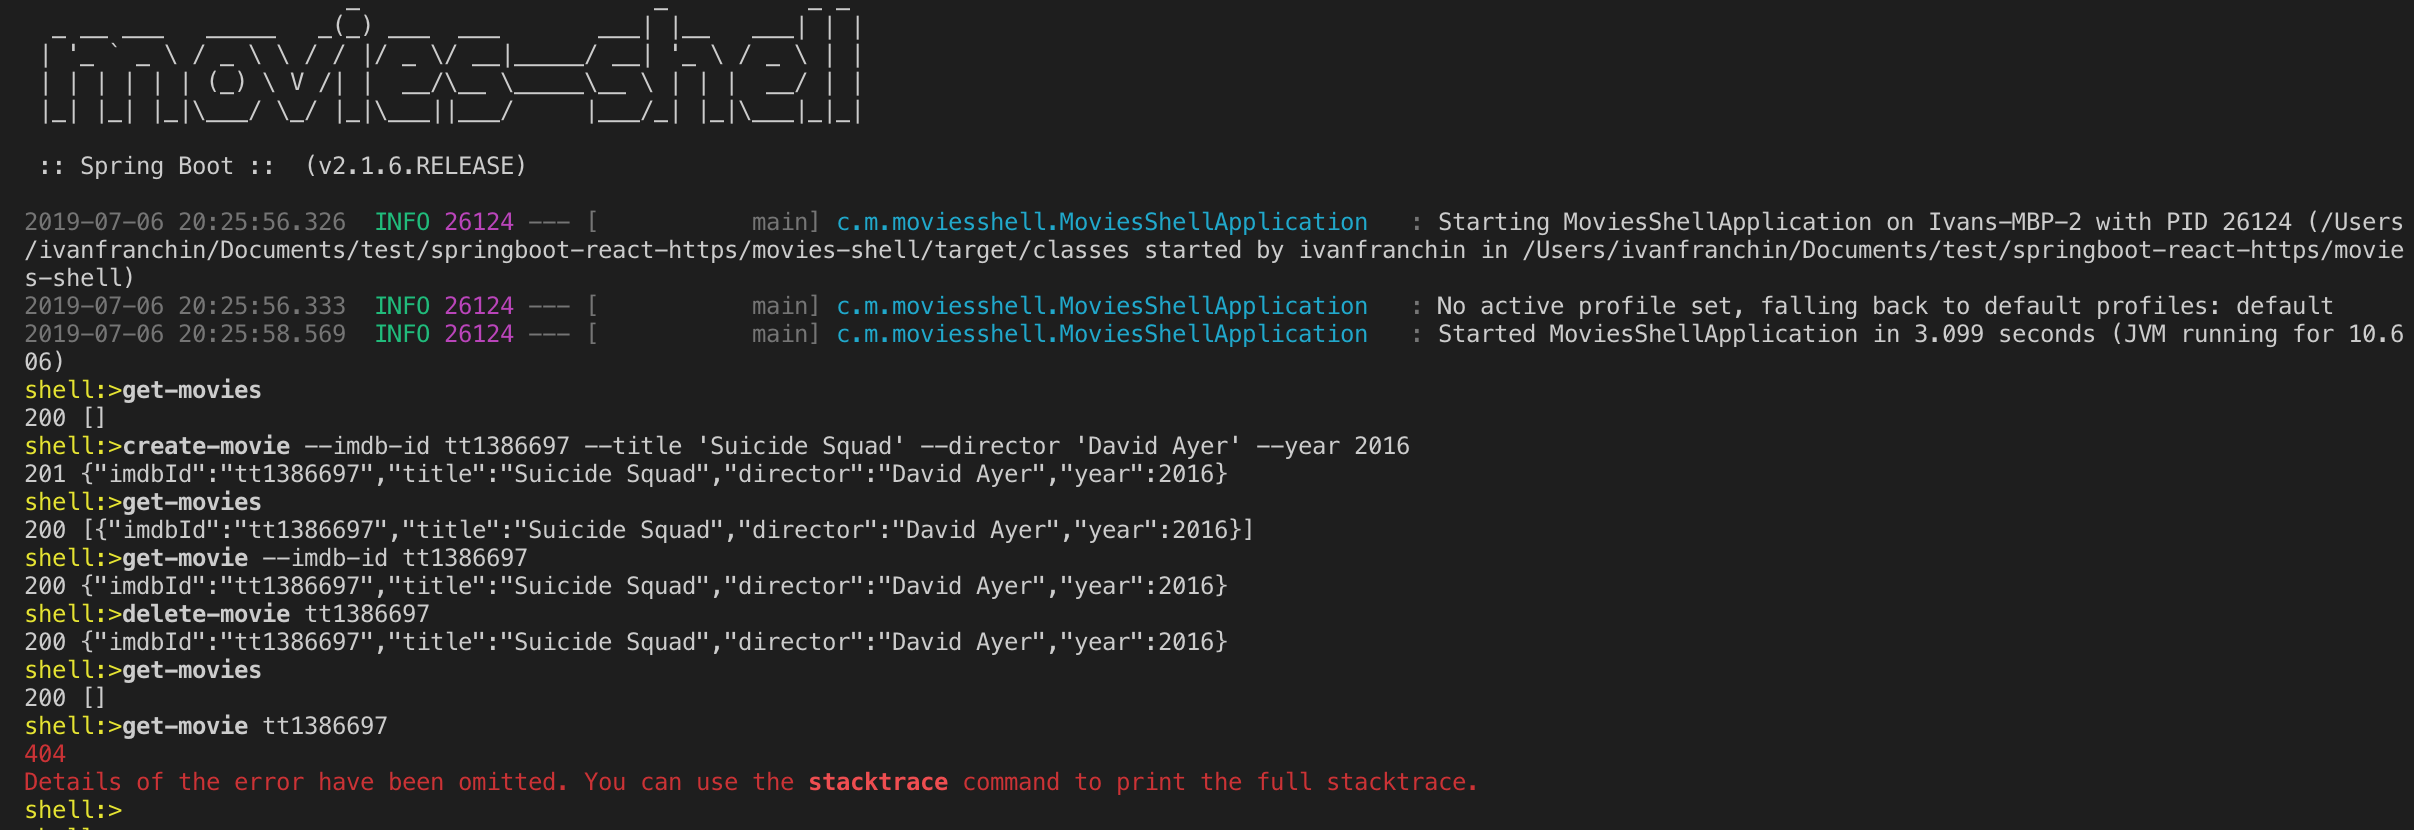 movies-shell
:: Spring Boot ::  (v2.1.6.RELEASE)
2019-07-06 20:25:56.326  INFO 26124 --- [           main] c.m.moviesshell.MoviesShellApplication   : Starting MoviesShellApplication on Ivans-MBP-2 with PID 26124 (/Users
/ivanfranchin/Documents/test/springboot-react-https/movies-shell/target/classes started by ivanfranchin in /Users/ivanfranchin/Documents/test/springboot-react-https/movie
s-shell)
2019-07-06 20:25:56.333  INFO 26124 --- [           main] c.m.moviesshell.MoviesShellApplication   : No active profile set, falling back to default profiles: default
2019-07-06 20:25:58.569  INFO 26124 --- [           main] c.m.moviesshell.MoviesShellApplication   : Started MoviesShellApplication in 3.099 seconds (JVM running for 10.6
06)
shell:>get-movies
200 []
shell:>create-movie --imdb-id tt1386697 --title 'Suicide Squad' --director 'David Ayer' --year 2016
201 {"imdbId":"tt1386697","title":"Suicide Squad","director":"David Ayer","year":2016}
shell:>get-movies
200 [{"imdbId":"tt1386697","title":"Suicide Squad","director":"David Ayer","year":2016}]
shell:>get-movie --imdb-id tt1386697
200 {"imdbId":"tt1386697","title":"Suicide Squad","director":"David Ayer","year":2016}
shell:>delete-movie tt1386697
200 {"imdbId":"tt1386697","title":"Suicide Squad","director":"David Ayer","year":2016}
shell:>get-movies
200 []
shell:>get-movie tt1386697
404
Details of the error have been omitted. You can use the stacktrace command to print the full stacktrace.
shell:>